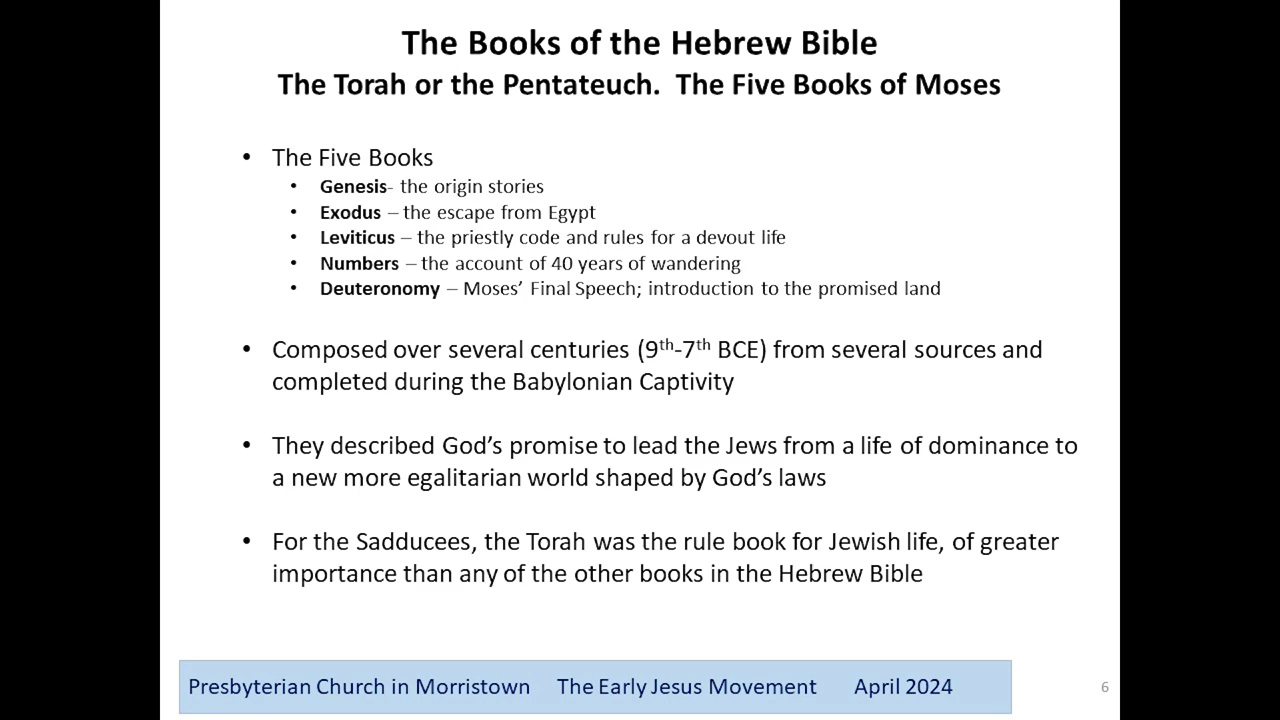 The Books of the Hebrew Bible
The Torah or the Pentateuch.  The Five Books of Moses
• The Five Books
• Genesis- the origin stories
• Exodus – the escape from Egypt
• Leviticus – the priestly code and rules for a devout life
• Numbers – the account of 40 years of wandering
• Deuteronomy – Moses’ Final Speech; introduction to the promised land
• Composed over several centuries (9th-7th BCE) from several sources and
completed during the Babylonian Captivity
• They described God’s promise to lead the Jews from a life of dominance to
a new more egalitarian world shaped by God’s laws
• For the Sadducees, the Torah was the rule book for Jewish life, of greater
importance than any of the other books in the Hebrew Bible
Presbyterian Church in Morristown    The Early Jesus Movement    April 2024
6